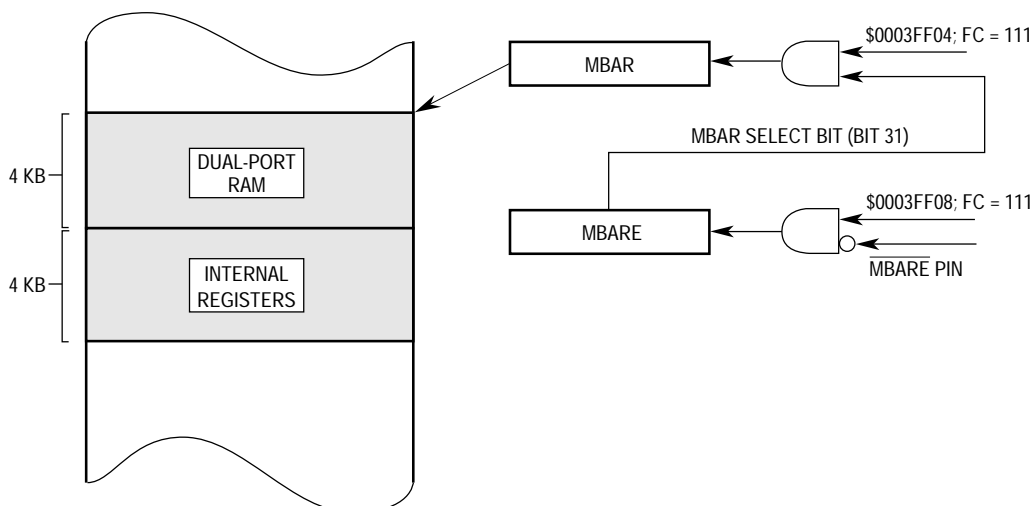 $0003FF04; FC = 111
MBAR
DUAL-PORT
RAM
4 KB
MBAR SELECT BIT (BIT 31)
$0003FF08; FC = 111
MBARE
MBARE PIN
4 KB
INTERNAL
REGISTERS